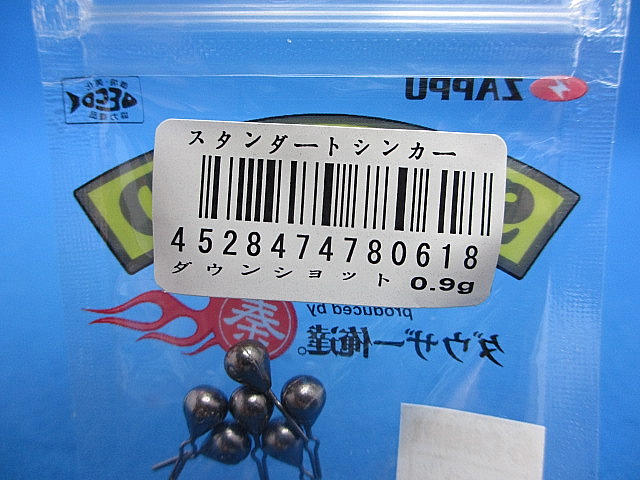 ZAPPU
スタンダートシンカー
4528474780618
ダウンショット 0.9g
produced by
秦
ダウザー俺達。